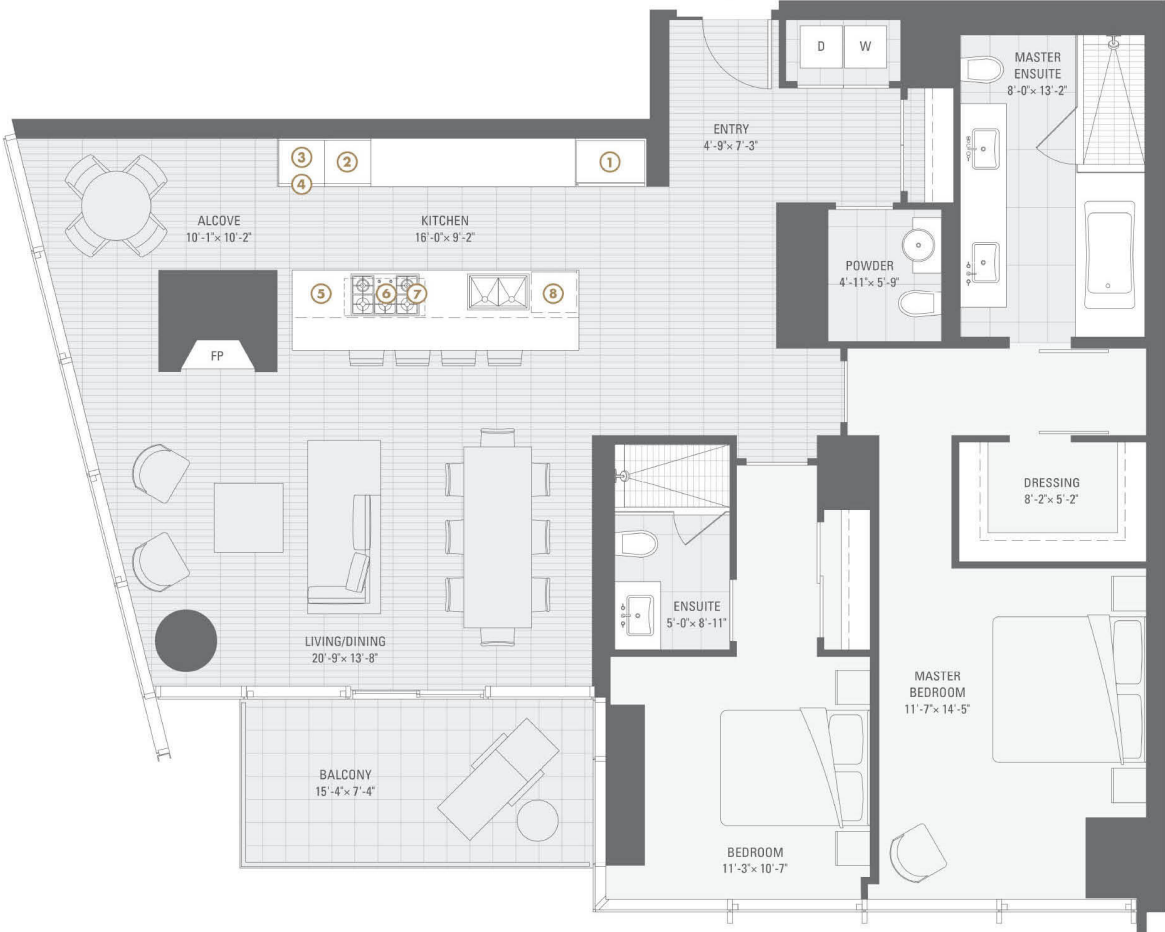 D
W
MASTER
ENSUITE
8'-0"× 13'-2"
ENTRY
4'-9"× 7'-3"
3
2
1
4
ALCOVE
10'-1"× 10'-2"
KITCHEN
16'-0"× 9'-2"
POWDER
4'-11"× 5'-9"
5
6
7
8
FP
DRESSING
8'-2"× 5'-2"
ENSUITE
5'-0"× 8'-11"
LIVING/DINING
20'-9"× 13'-8"
MASTER
BEDROOM
11'-7"× 14'-5"
BALCONY
15'-4"× 7'-4"
BEDROOM
11'-3"× 10'-7"